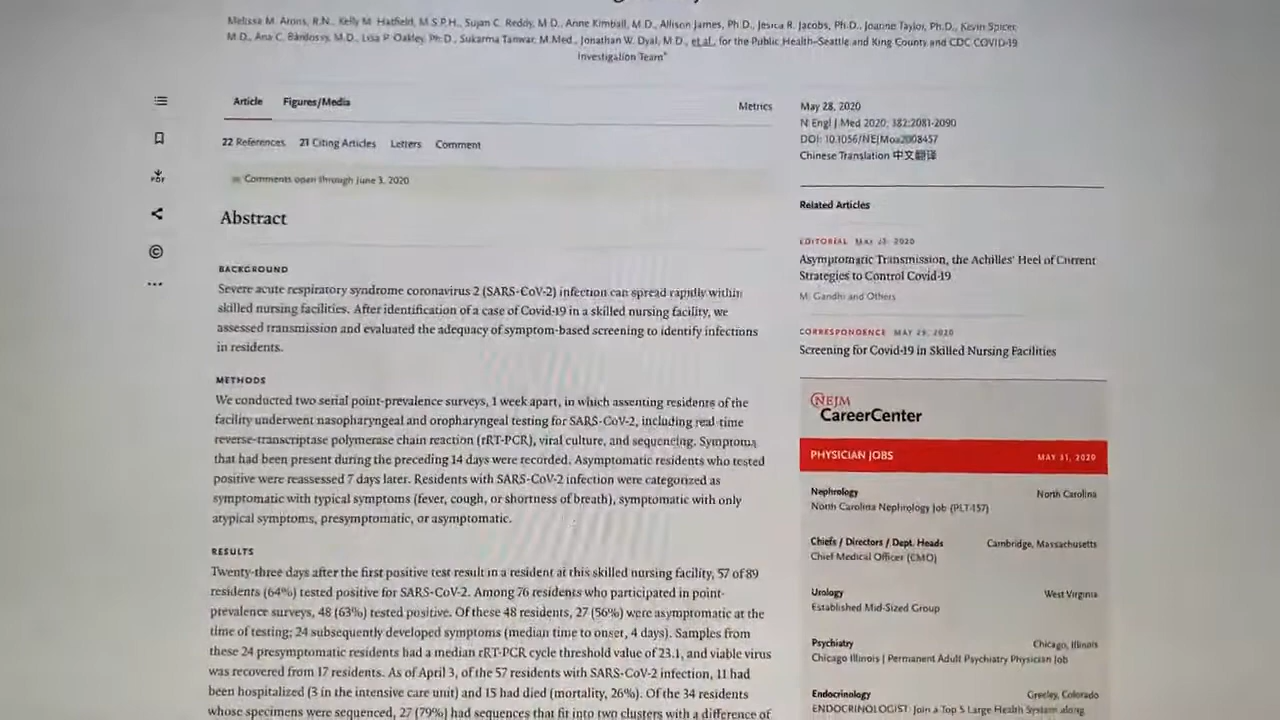 Melissa M. Arons, R.N., Kelly M. Hatfield, M.S.P.H., Sujan C. Reddy, M.D., Anne Kimball, M.D., Allison James, Ph.D., Jesica R. Jacobs, Ph.D., Joanne Taylor, Ph.D., Kevin Spicer,
M.D., Ana C. Bardossy, M.D., Lisa P. Oakley, Ph.D., Sukarma Tanwar, M.Med., Jonathan W. Dyal, M.D., et al., for the Public Health–Seattle and King County and CDC COVID-19
Investigation Team*
Article Figures/Media
Metrics
22 References 21 Citing Articles Letters Comment
Comments open through June 3, 2020
Abstract
BACKGROUND
Severe acute respiratory syndrome coronavirus 2 (SARS-CoV-2) infection can spread rapidly within
skilled nursing facilities. After identification of a case of Covid-19 in a skilled nursing facility, we
assessed transmission and evaluated the adequacy of symptom-based screening to identify infections
in residents.
METHODS
We conducted two serial point-prevalence surveys, 1 week apart, in which assenting residents of the
facility underwent nasopharyngeal and oropharyngeal testing for SARS-CoV-2, including real-time
reverse-transcriptase polymerase chain reaction (rRT-PCR), viral culture, and sequencing. Symptoms
that had been present during the preceding 14 days were recorded. Asymptomatic residents who tested
positive were reassessed 7 days later. Residents with SARS-CoV-2 infection were categorized as
symptomatic with typical symptoms (fever, cough, or shortness of breath), symptomatic with only
atypical symptoms, presymptomatic, or asymptomatic.
RESULTS
Twenty-three days after the first positive test result in a resident at this skilled nursing facility, 57 of 89
residents (64%) tested positive for SARS-CoV-2. Among 76 residents who participated in point-
prevalence surveys, 48 (63%) tested positive. Of these 48 residents, 27 (56%) were asymptomatic at the
time of testing; 24 subsequently developed symptoms (median time to onset, 4 days). Samples from
these 24 presymptomatic residents had a median rRT-PCR cycle threshold value of 23.1, and viable virus
was recovered from 17 residents. As of April 3, of the 57 residents with SARS-CoV-2 infection, 11 had
been hospitalized (3 in the intensive care unit) and 15 had died (mortality, 26%). Of the 34 residents
whose specimens were sequenced, 27 (79%) had sequences that fit into two clusters with a difference of
May 28, 2020
N Engl J Med 2020; 382:2081-2090
DOI: 10.1056/NEJMoa2008457
Chinese Translation 中文翻译
Related Articles
EDITORIAL MAY 28, 2020
Asymptomatic Transmission, the Achilles' Heel of Current
Strategies to Control Covid-19
M. Gandhi and Others
CORRESPONDENCE MAY 29, 2020
Screening for Covid-19 in Skilled Nursing Facilities
NEJM
CareerCenter
PHYSICIAN JOBS MAY 31, 2020
Nephrology North Carolina
North Carolina Nephrology Job (PLT-157)
Chiefs / Directors / Dept. Heads Cambridge, Massachusetts
Chief Medical Officer (CMO)
Urology West Virginia
Established Mid-Sized Group
Psychiatry Chicago, Illinois
Chicago Illinois | Permanent Adult Psychiatry Physician Job
Endocrinology Greeley, Colorado
ENDOCRINOLOGIST: Join a Top 5 Large Health System along